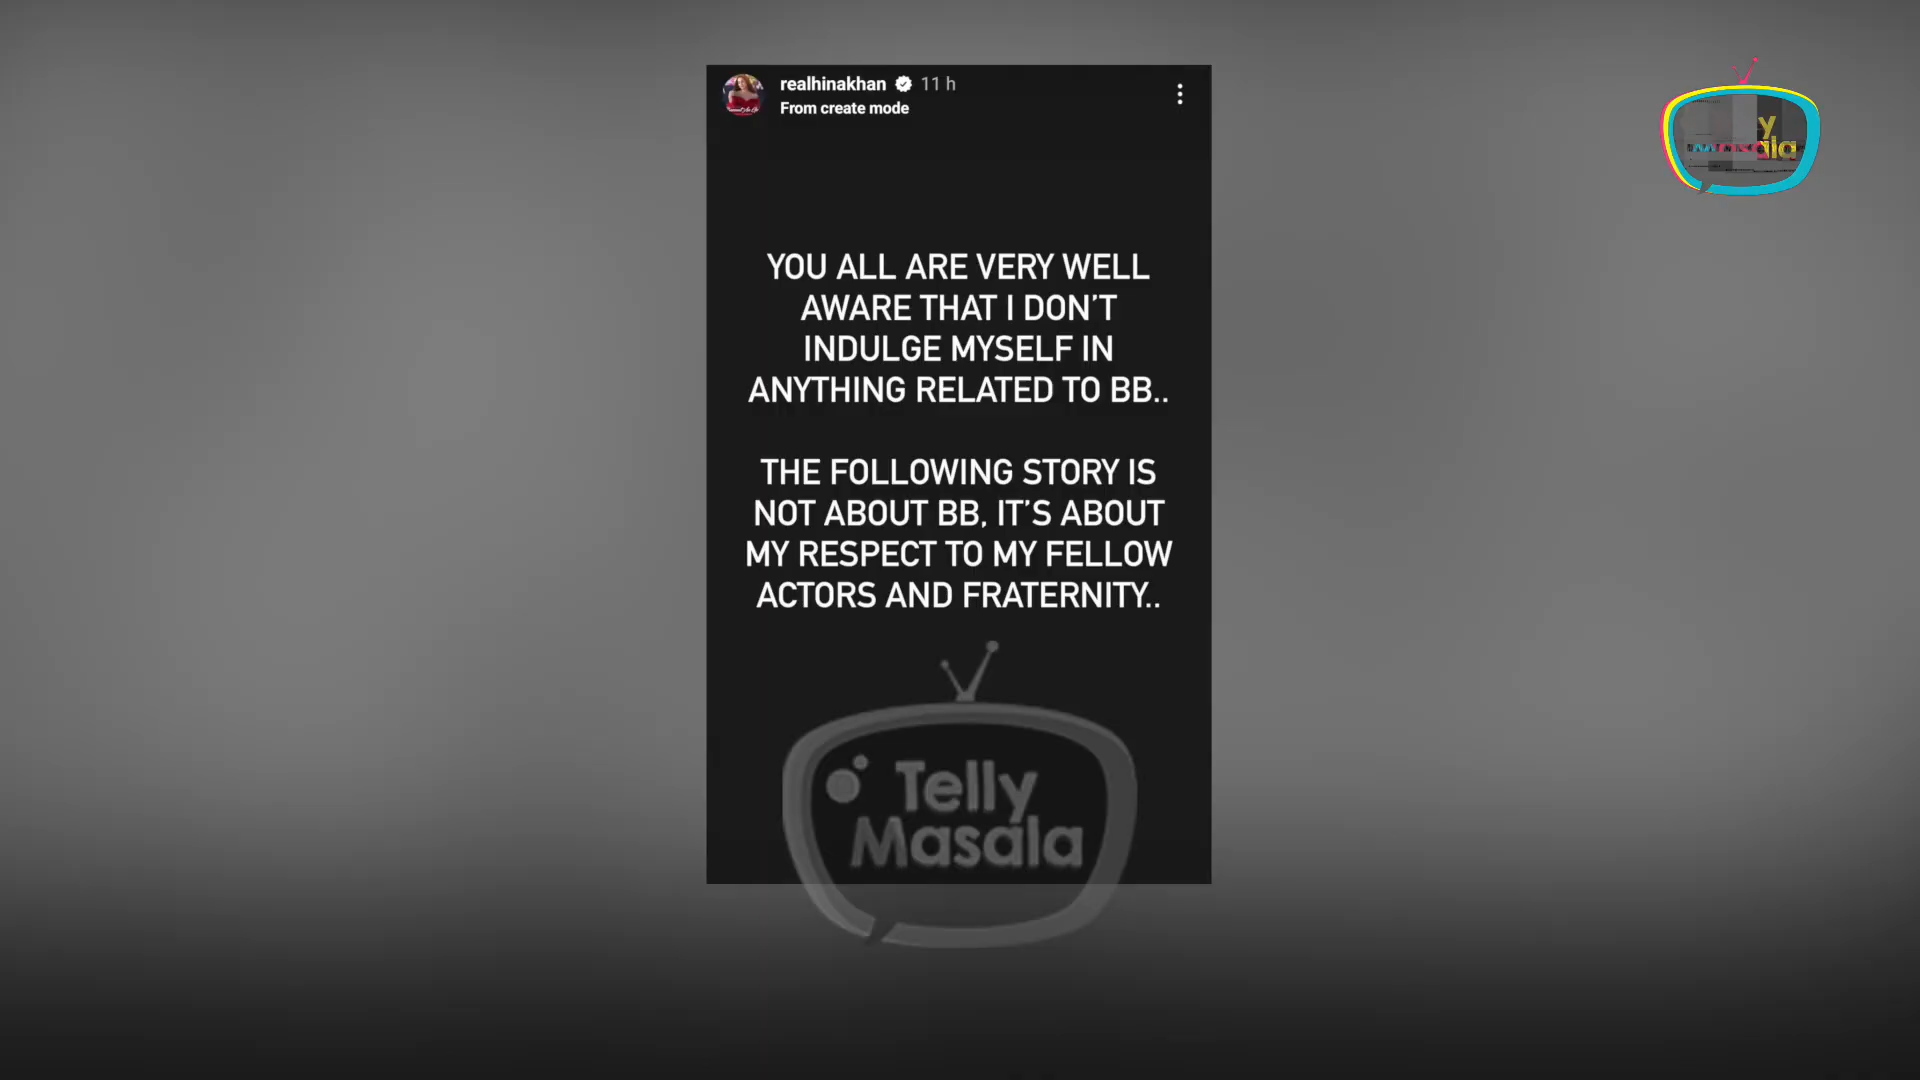 realhinakhan 11 h
From create mode
YOU ALL ARE VERY WELL
AWARE THAT I DON'T
INDULGE MYSELF IN
ANYTHING RELATED TO BB..
THE FOLLOWING STORY IS
NOT ABOUT BB, IT'S ABOUT
MY RESPECT TO MY FELLOW
ACTORS AND FRATERNITY..
Telly
Masala